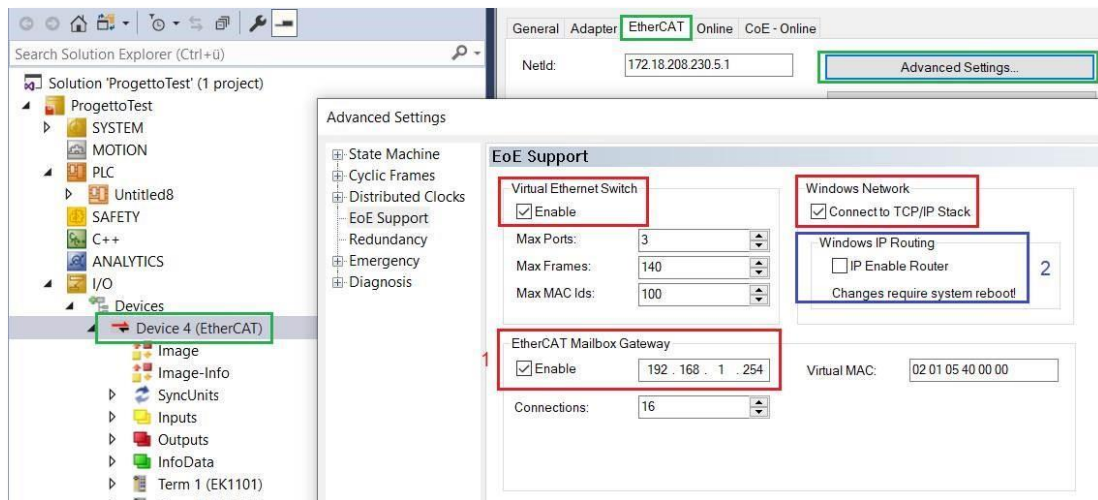 Search Solution Explorer (Ctrl+ü)
Solution 'ProgettoTest' (1 project)
ProgettoTest
SYSTEM
MOTION
PLC
Untitled8
SAFETY
C++
ANALYTICS
I/O
Devices
Device 4 (EtherCAT)
Image
Image-Info
SyncUnits
Inputs
Outputs
InfoData
Term 1 (EK1101)
General Adapter EtherCAT Online CoE - Online
NetId: 172.18.208.230.5.1 Advanced Settings...
Advanced Settings
State Machine
Cyclic Frames
Distributed Clocks
EoE Support
Redundancy
Emergency
Diagnosis
EoE Support
Virtual Ethernet Switch
Enable
Max Ports: 3
Max Frames: 140
Max MAC Ids: 100
Windows Network
Connect to TCP/IP Stack
Windows IP Routing
IP Enable Router
Changes require system reboot!
2
1
EtherCAT Mailbox Gateway
Enable 192 . 168 . 1 . 254 Virtual MAC: 02 01 05 40 00 00
Connections: 16